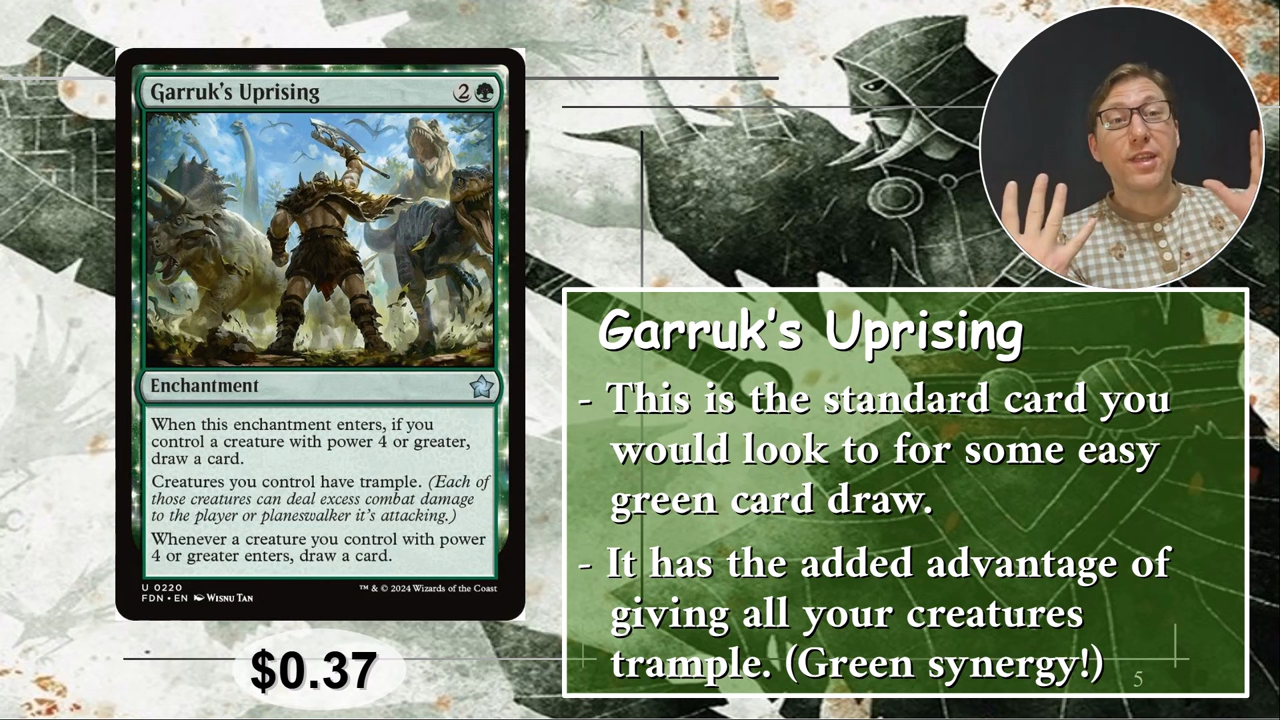 Garruk's Uprising
2
Enchantment
When this enchantment enters, if you
control a creature with power 4 or greater,
draw a card.
Creatures you control have trample. (Each of
those creatures can deal excess combat damage
to the player or planeswalker it's attacking.)
Whenever a creature you control with power
4 or greater enters, draw a card.
U 0220
FDN • EN Wisnu Tan
™ & © 2024 Wizards of the Coast
$0.37
Garruk's Uprising
- This is the standard card you
would look to for some easy
green card draw.
- It has the added advantage of
giving all your creatures
trample. (Green synergy!)
5